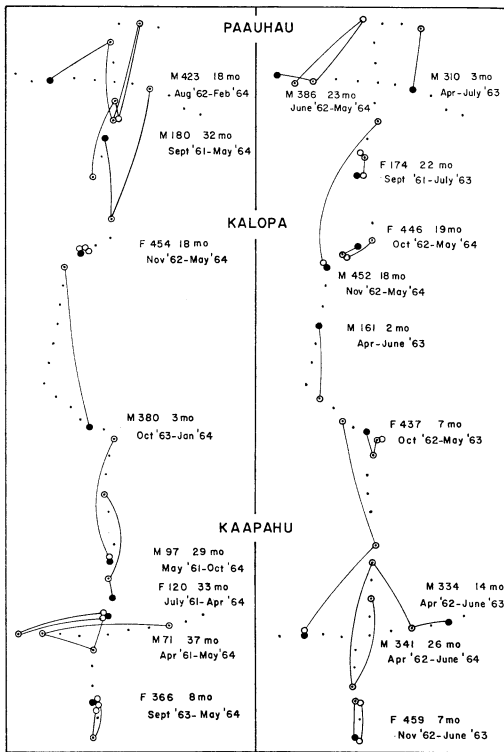 PAAUHAU
M 423 18 mo
Aug '62-Feb '64
M 180 32 mo
Sept '61-May '64
M 386 23 mo
June '62-May '64
M 310 3 mo
Apr-July '63
F 174 22 mo
Sept '61-July '63
KALOPA
F 454 18 mo
Nov '62-May '64
F 446 19 mo
Oct '62-May '64
M 452 18 mo
Nov '62-May '64
M 161 2 mo
Apr-June '63
M 380 3 mo
Oct '63-Jan '64
F 437 7 mo
Oct '62-May '63
KAAPAHU
M 97 29 mo
May '61-Oct '64
F 120 33 mo
July '61-Apr '64
M 71 37 mo
Apr '61-May '64
M 334 14 mo
Apr '62-June '63
M 341 26 mo
Apr '62-June '64
F 366 8 mo
Sept '63-May '64
F 459 7 mo
Nov '62-June '63